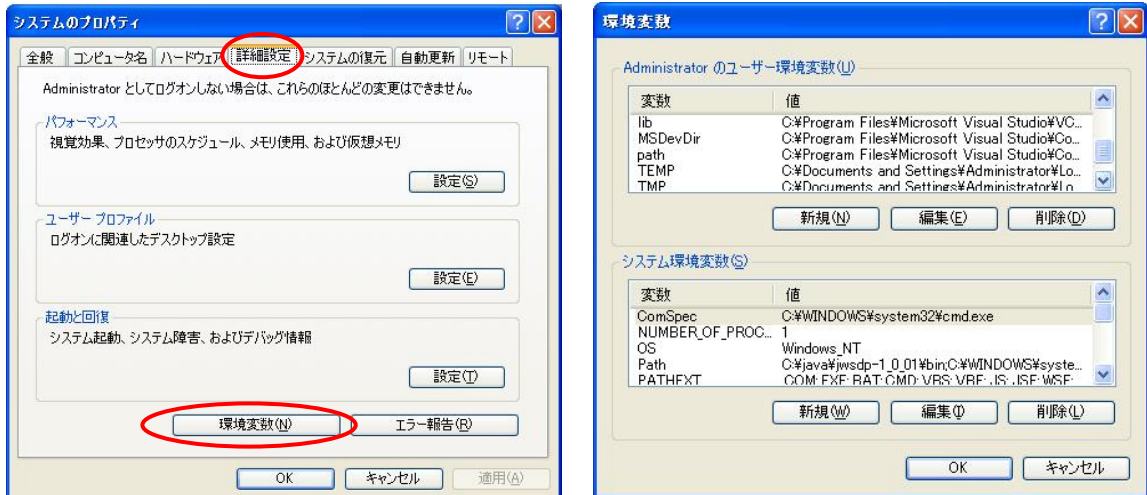 システムのプロパティ
全般 コンピュータ名 ハードウェア 詳細設定 システムの復元 自動更新 リモート
Administrator としてログオンしない場合は、これらのほとんどの変更はできません。
パフォーマンス
視覚効果、プロセッサのスケジュール、メモリ使用、および仮想メモリ
設定(S)
ユーザー プロファイル
ログオンに関連したデスクトップ設定
設定(E)
起動と回復
システム起動、システム障害、およびデバッグ情報
設定(T)
環境変数(N) エラー報告(R)
OK キャンセル 適用(A)
環境変数
Administrator のユーザー環境変数(U)
変数 値
lib C:¥Program Files¥Microsoft Visual Studio¥VC...
MSDevDir C:¥Program Files¥Microsoft Visual Studio¥Co...
path C:¥Program Files¥Microsoft Visual Studio¥Co...
TEMP C:¥Documents and Settings¥Administrator¥Lo...
TMP C:¥Documents and Settings¥Administrator¥Lo
新規(N) 編集(E) 削除(D)
システム環境変数(S)
変数 値
ComSpec C:¥WINDOWS¥system32¥cmd.exe
NUMBER_OF_PROC... 1
OS Windows_NT
Path C:¥java¥jwsdp-1_0_01¥bin;C:¥WINDOWS¥syste...
PATHEXT .COM;.EXE;.BAT;.CMD;.VBS;.VBE;.JS;.JSE;.WSF;
新規(W) 編集(I) 削除(L)
OK キャンセル